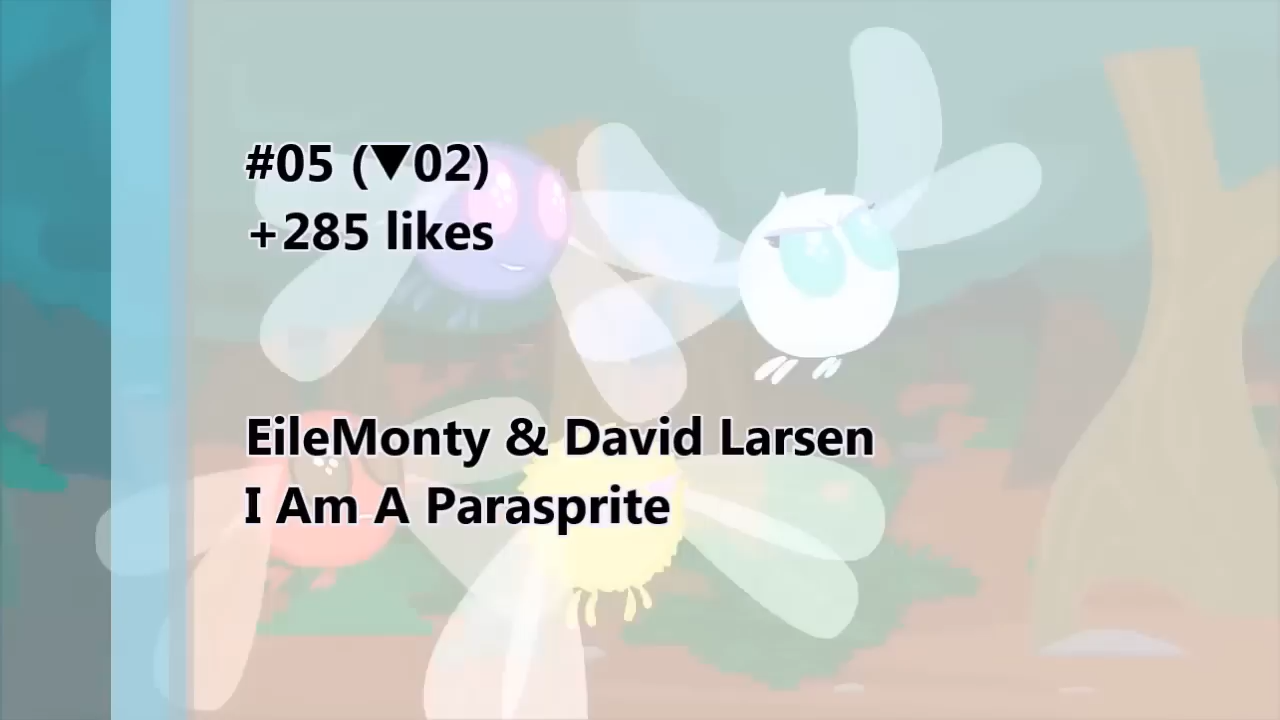 #05 (▼02)
+285 likes
EileMonty & David Larsen
I Am A Parasprite